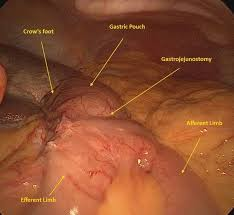 Gastric Pouch
Crow's foot
Gastrojejunostomy
Afferent Limb
Efferent Limb